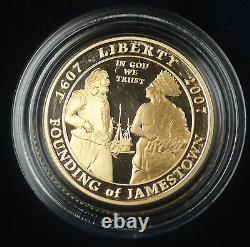 1607 LIBERTY 2007
IN GOD
WE
TRUST
FOUNDING of JAMESTOWN